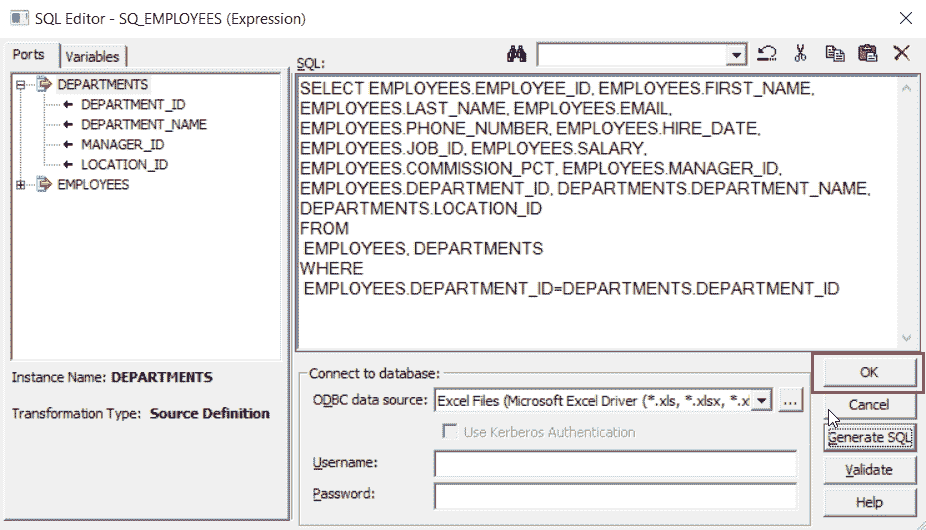 SQL Editor - SQ_EMPLOYEES (Expression)
Ports
Variables
SQL:
DEPARTMENTS
DEPARTMENT_ID
DEPARTMENT_NAME
MANAGER_ID
LOCATION_ID
EMPLOYEES
SELECT EMPLOYEES.EMPLOYEE_ID, EMPLOYEES.FIRST_NAME,
EMPLOYEES.LAST_NAME, EMPLOYEES.EMAIL,
EMPLOYEES.PHONE_NUMBER, EMPLOYEES.HIRE_DATE,
EMPLOYEES.JOB_ID, EMPLOYEES.SALARY,
EMPLOYEES.COMMISSION_PCT, EMPLOYEES.MANAGER_ID,
EMPLOYEES.DEPARTMENT_ID, DEPARTMENTS.DEPARTMENT_NAME,
DEPARTMENTS.LOCATION_ID
FROM
EMPLOYEES, DEPARTMENTS
WHERE
EMPLOYEES.DEPARTMENT_ID=DEPARTMENTS.DEPARTMENT_ID
Instance Name: DEPARTMENTS
Transformation Type: Source Definition
Connect to database:
ODBC data source: Excel Files (Microsoft Excel Driver (*.xls, *.xlsx, *.x
...
Use Kerberos Authentication
Username:
Password:
OK
Cancel
Generate SQL
Validate
Help